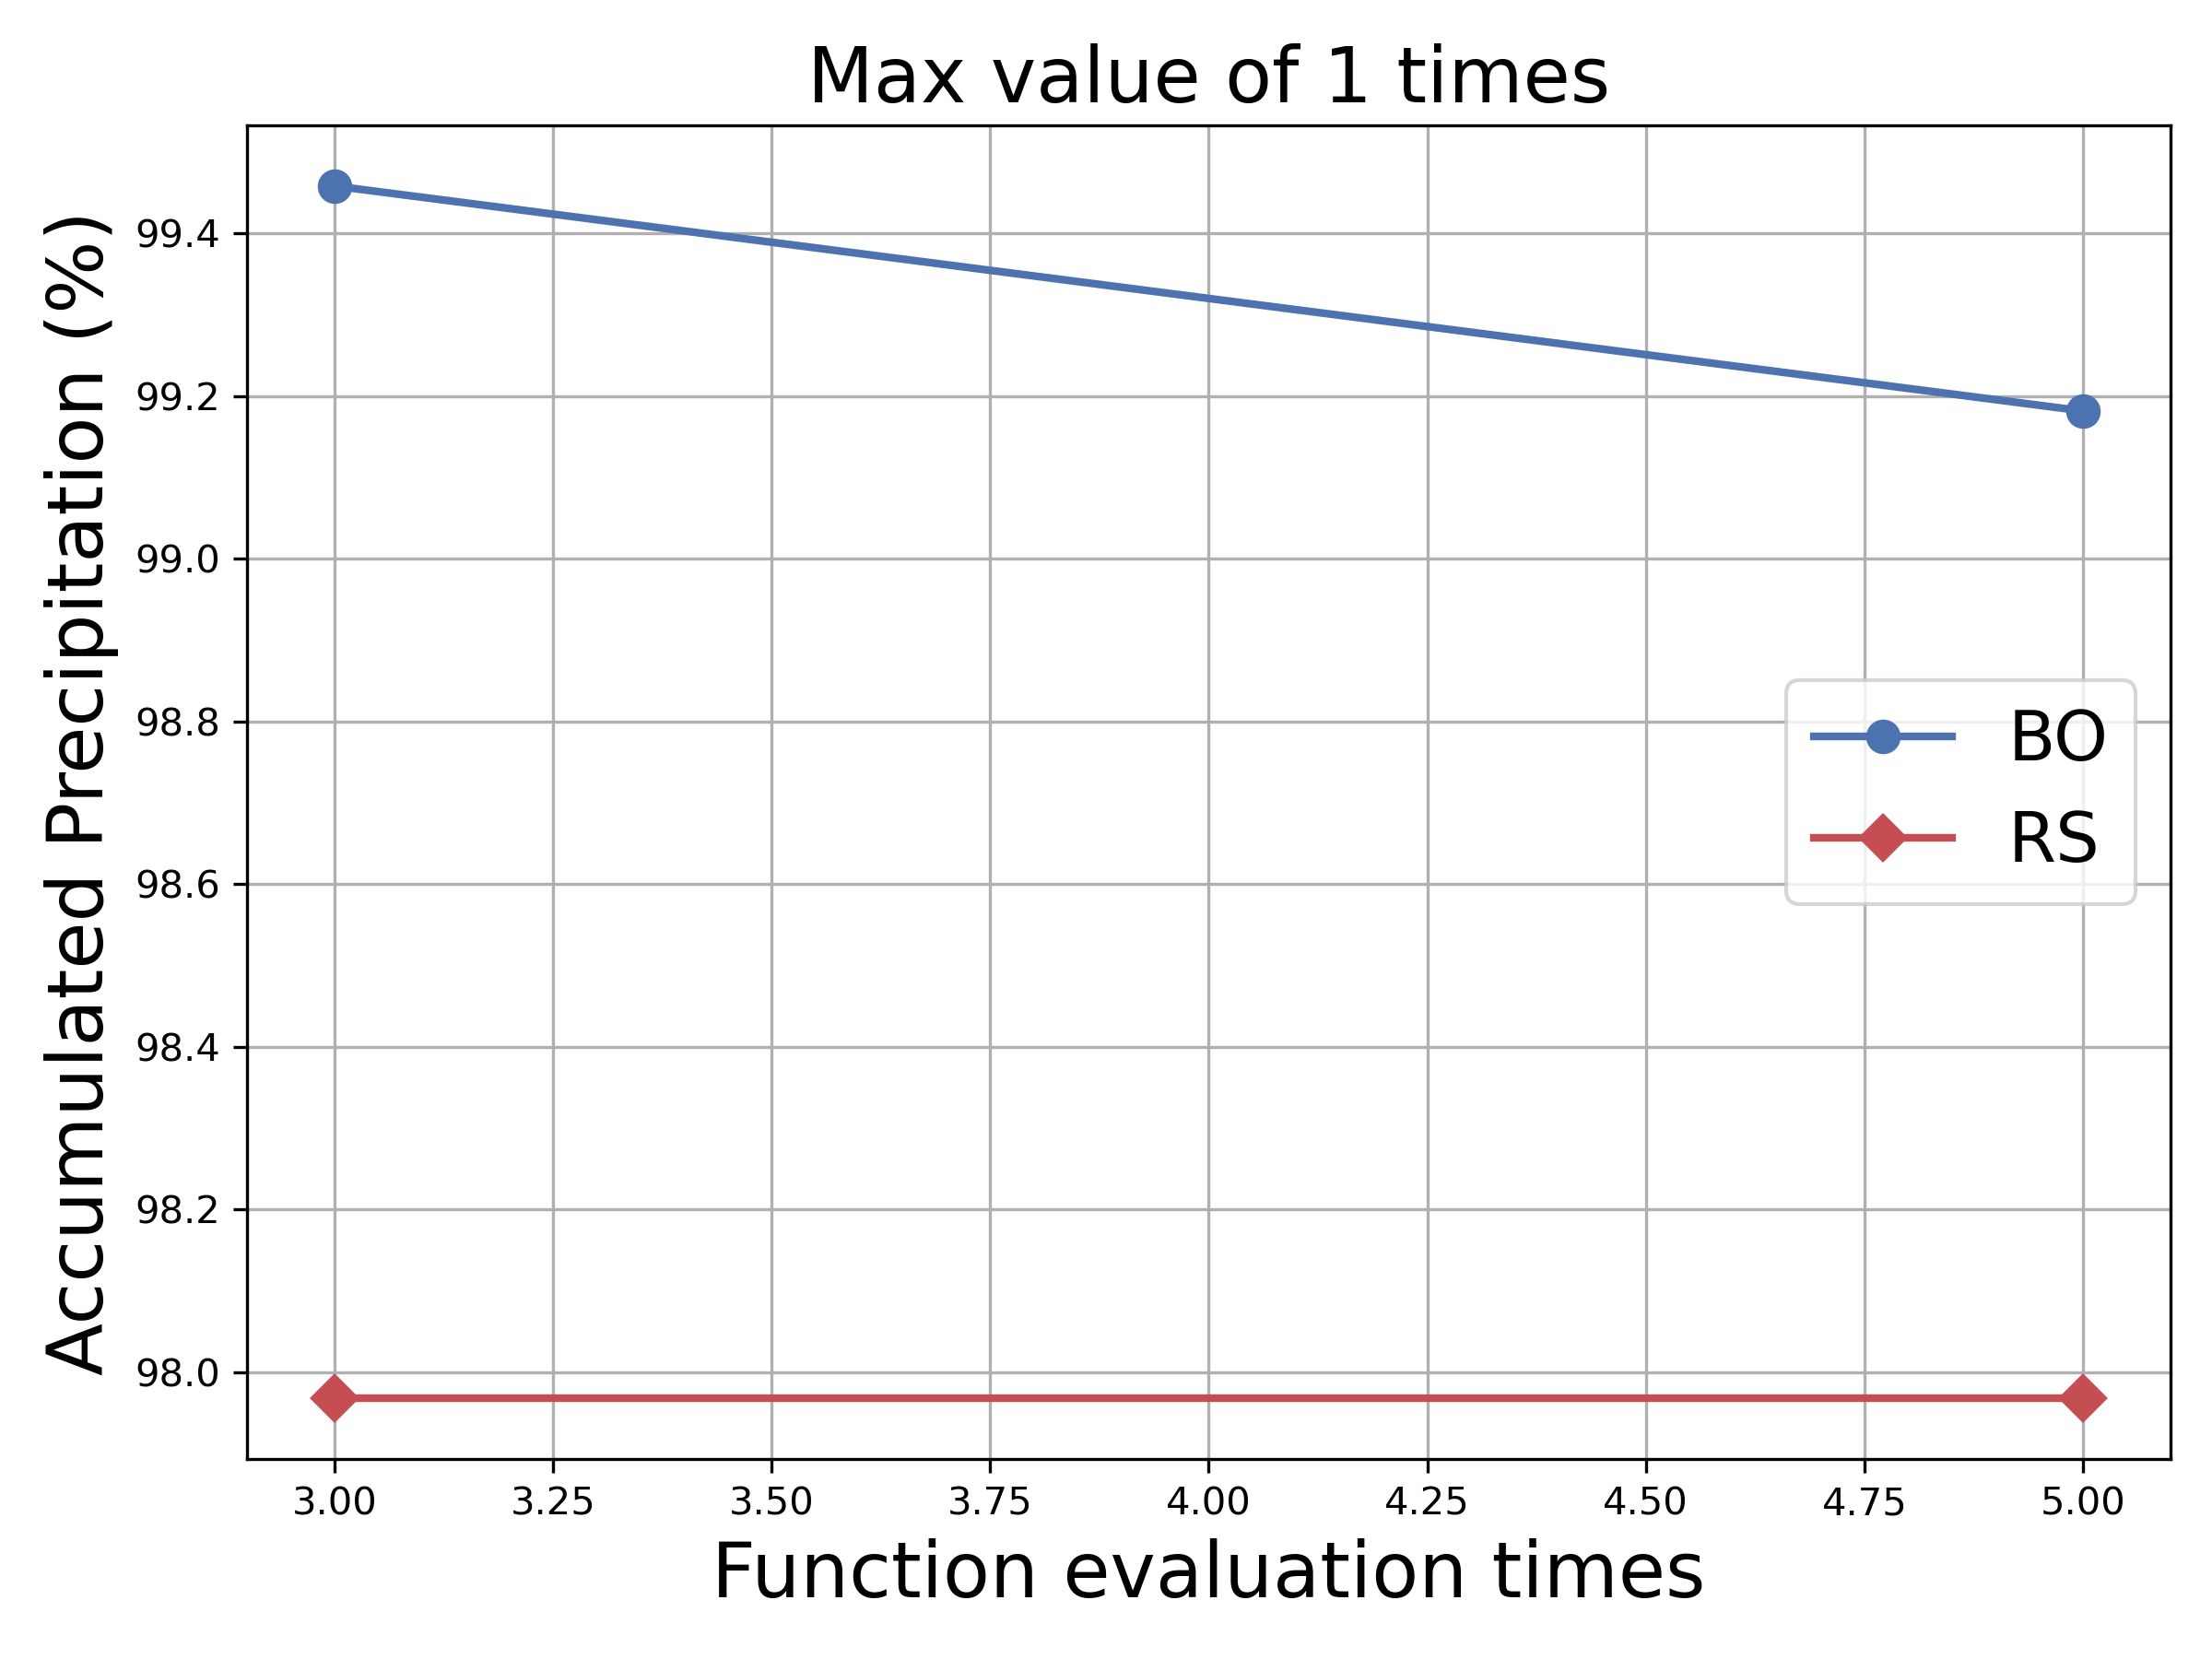 Max value of 1 times
Accumulated Precipitation (%)
99.4
99.2
99.0
98.8
98.6
98.4
98.2
98.0
BO
RS
3.00 3.25 3.50 3.75 4.00 4.25 4.50 4.75 5.00
Function evaluation times